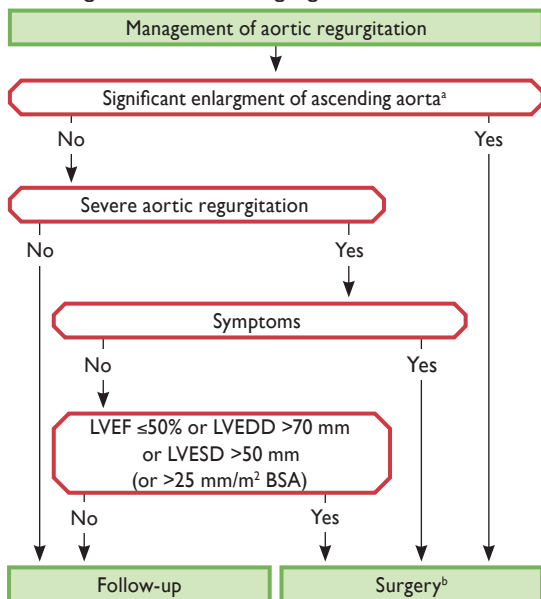 Management of aortic regurgitation
Significant enlargment of ascending aortaᵃ
No
Yes
Severe aortic regurgitation
No
Yes
Symptoms
No
Yes
LVEF ≤50% or LVEDD >70 mm
or LVESD >50 mm
(or >25 mm/m² BSA)
No
Yes
Follow-up
Surgeryᵇ